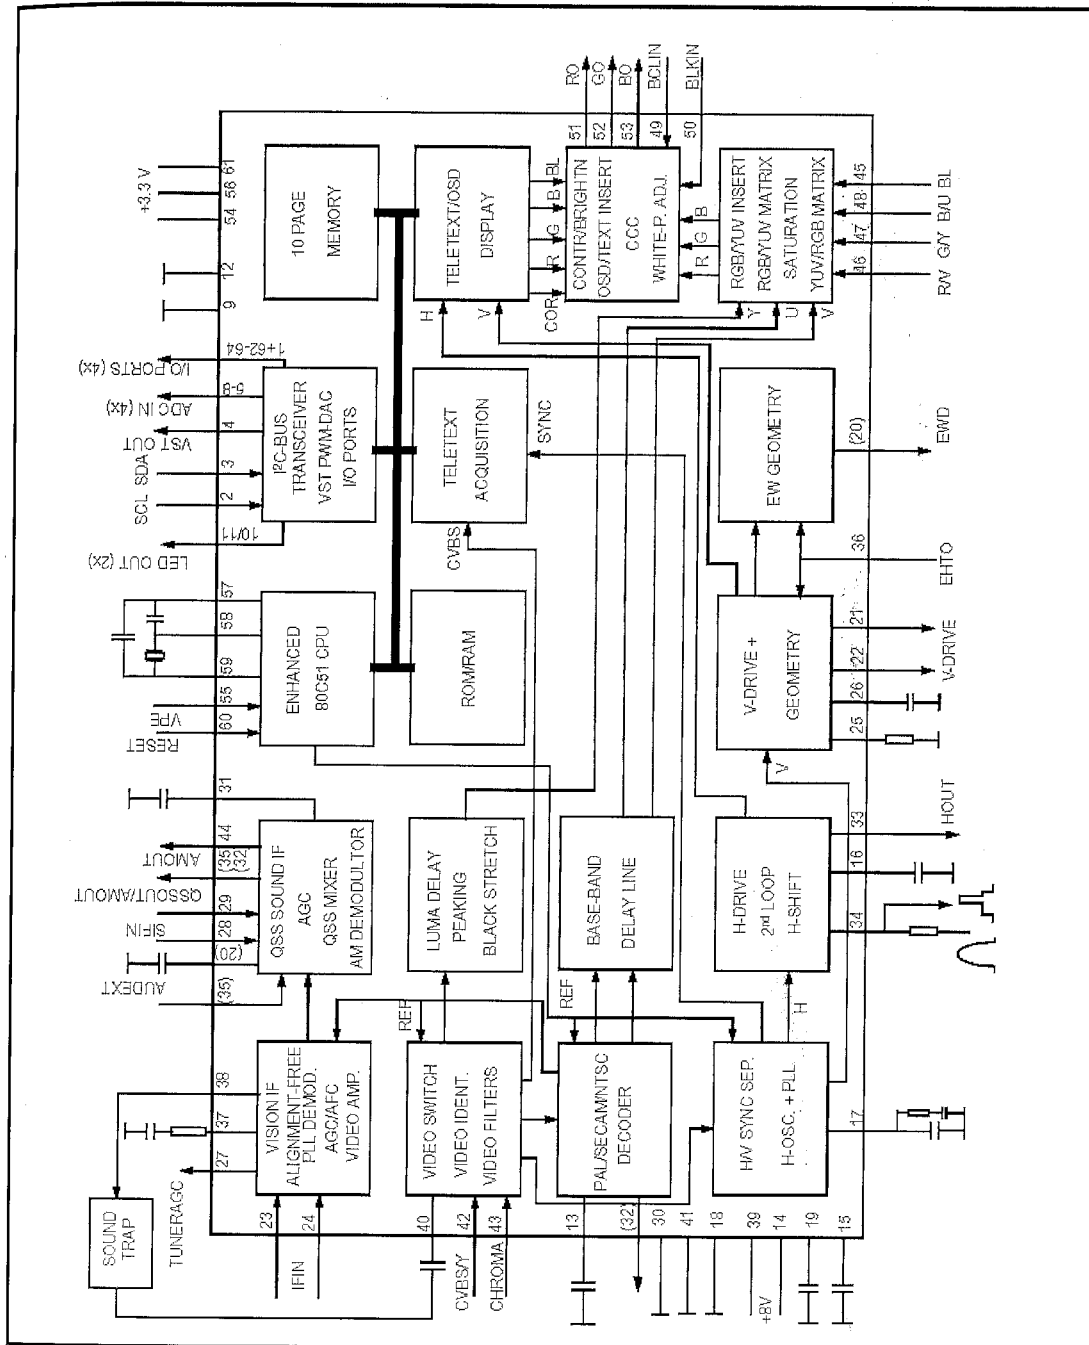 +3.3 V
54
56
61
12
9
I/O PORTS (4x)
1+62-64
ADC IN (4x)
5-8
VST OUT
4
SCL SDA
3
2
LED OUT (2x)
10/11
57
58
59
VPE
55
RESET
60
31
AMOUT
44
QSSOUT/AMOUT
(35)
(32)
SIFIN
29
28
(20)
AUDEXT
(35)
38
37
TUNERAGC
27
SOUND
TRAP
10 PAGE
MEMORY
I²C-BUS
TRANSCEIVER
VST PWM-DAC
I/O PORTS
ENHANCED
80C51 CPU
QSS SOUND IF
AGC
QSS MIXER
AM DEMODULTOR
VISION IF
ALIGNMENT-FREE
PLL DEMOD.
AGC/AFC
VIDEO AMP.
IFIN
23
24
TELETEXT/OSD
DISPLAY
H
V
TELETEXT
ACQUISITION
CVBS
SYNC
ROM/RAM
LUMA DELAY
PEAKING
BLACK STRETCH
REF
VIDEO SWITCH
VIDEO IDENT.
VIDEO FILTERS
40
CVBS/Y
42
CHROMA
43
RO
GO
BO
BCLIN
BLKIN
51
52
53
49
50
COR
R
G
B
BL
CONTR/BRIGHTN
OSD/TEXT INSERT
CCC
WHITE-P. ADJ.
R
G
B
BASE-BAND
DELAY LINE
REF
PAL/SECAM/NTSC
DECODER
13
(32)
30
41
18
39
14
+8V
19
15
Y
U
V
RGB/YUV INSERT
RGB/YUV MATRIX
SATURATION
YUV/RGB MATRIX
46
47
48
45
R/V
G/Y
B/U
BL
EW GEOMETRY
(20)
EWD
36
EHTO
V-DRIVE +
GEOMETRY
V
21
22
V-DRIVE
26
25
H-DRIVE
2nd LOOP
H-SHIFT
H
33
HOUT
16
34
H/V SYNC SEP.
H-OSC. +PLL
17